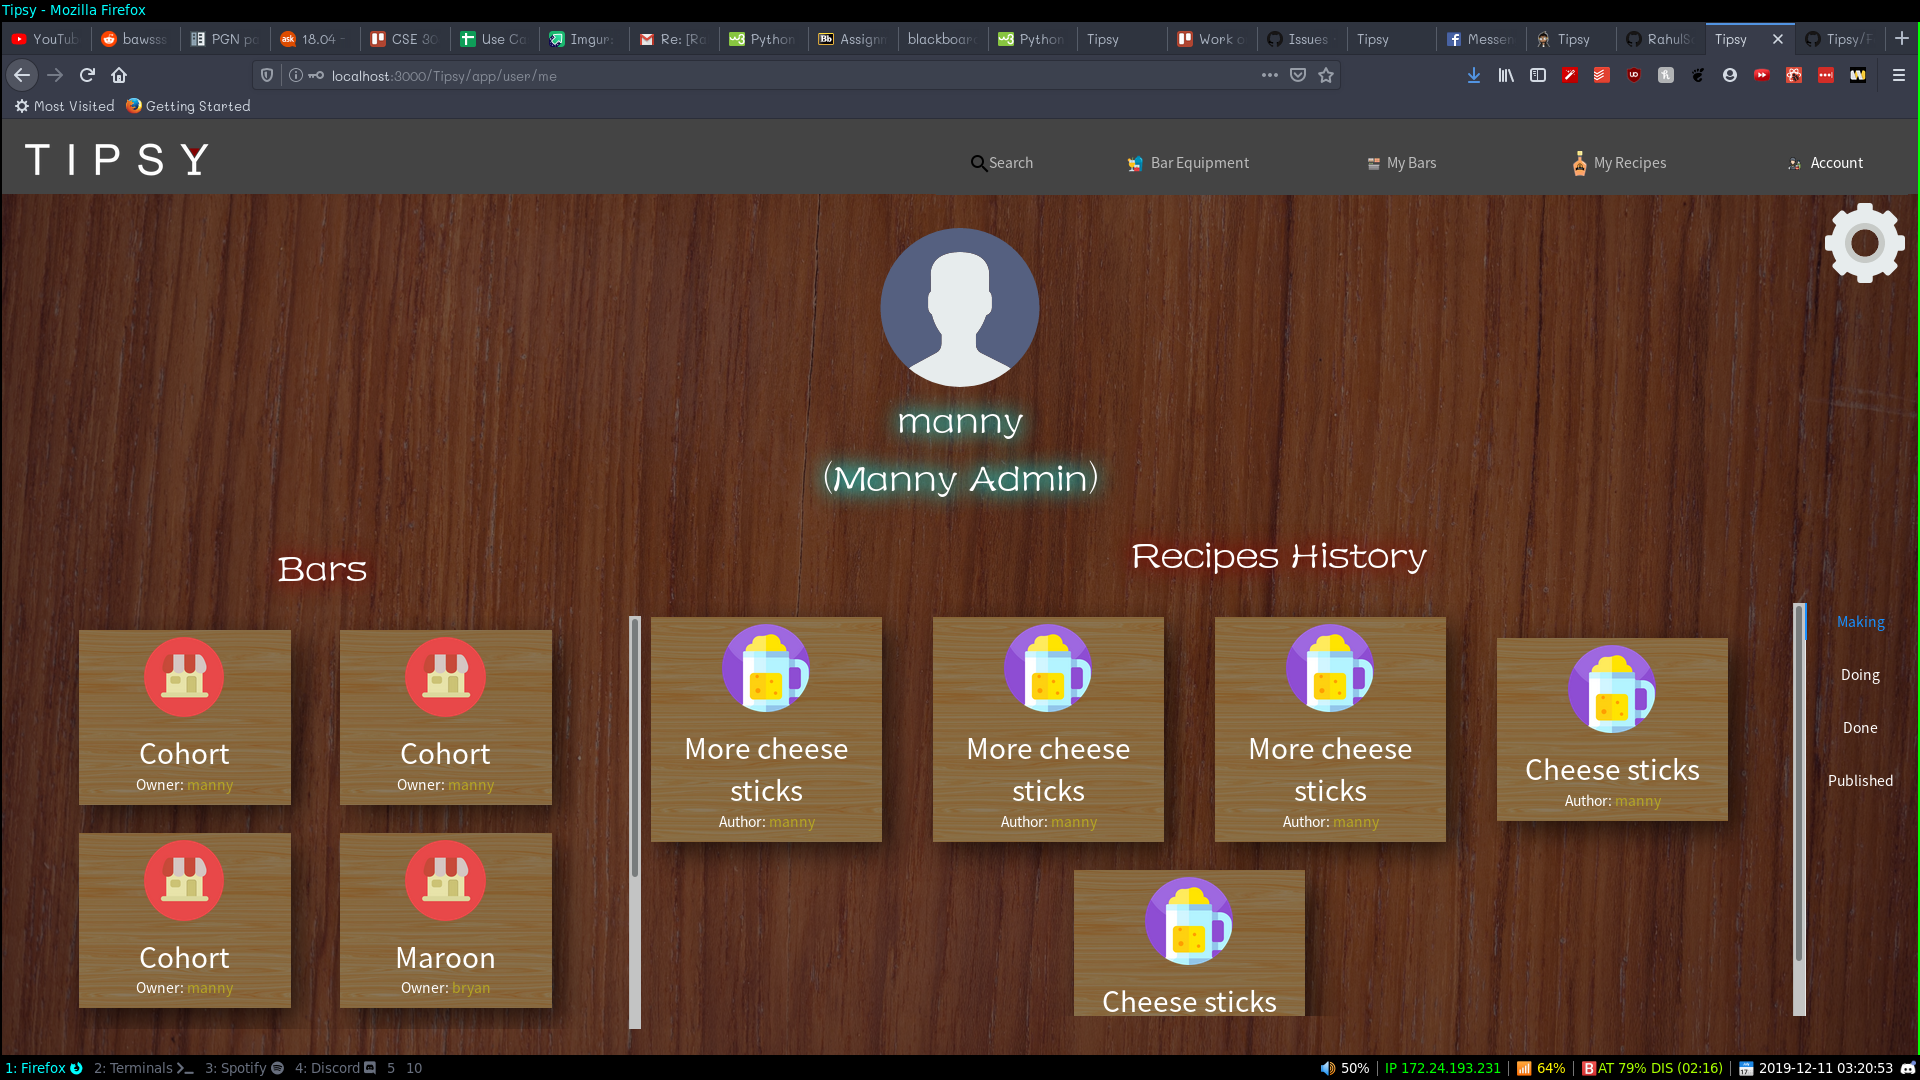 Tipsy - Mozilla Firefox
YouTub bawsss PGN po 18.04 - CSE 30 Use Ca Imgur: Re: [Ra Python Assignm blackboard Python Tipsy Work o Issues Tipsy Messen Tipsy RahulS Tipsy Tipsy/
localhost:3000/Tipsy/app/user/me
Most Visited Getting Started
TIPSY Search Bar Equipment My Bars My Recipes Account
manny
(Manny Admin)
Bars
Recipes History
Cohort
Owner: manny
Cohort
Owner: manny
Cohort
Owner: manny
Maroon
Owner: bryan
More cheese
sticks
Author: manny
More cheese
sticks
Author: manny
More cheese
sticks
Author: manny
Cheese sticks
Author: manny
Cheese sticks
Making
Doing
Done
Published
1: Firefox 2: Terminals 3: Spotify 4: Discord 5 10 50% IP 172.24.193.231 64% BAT 79% DIS (02:16) 2019-12-11 03:20:53